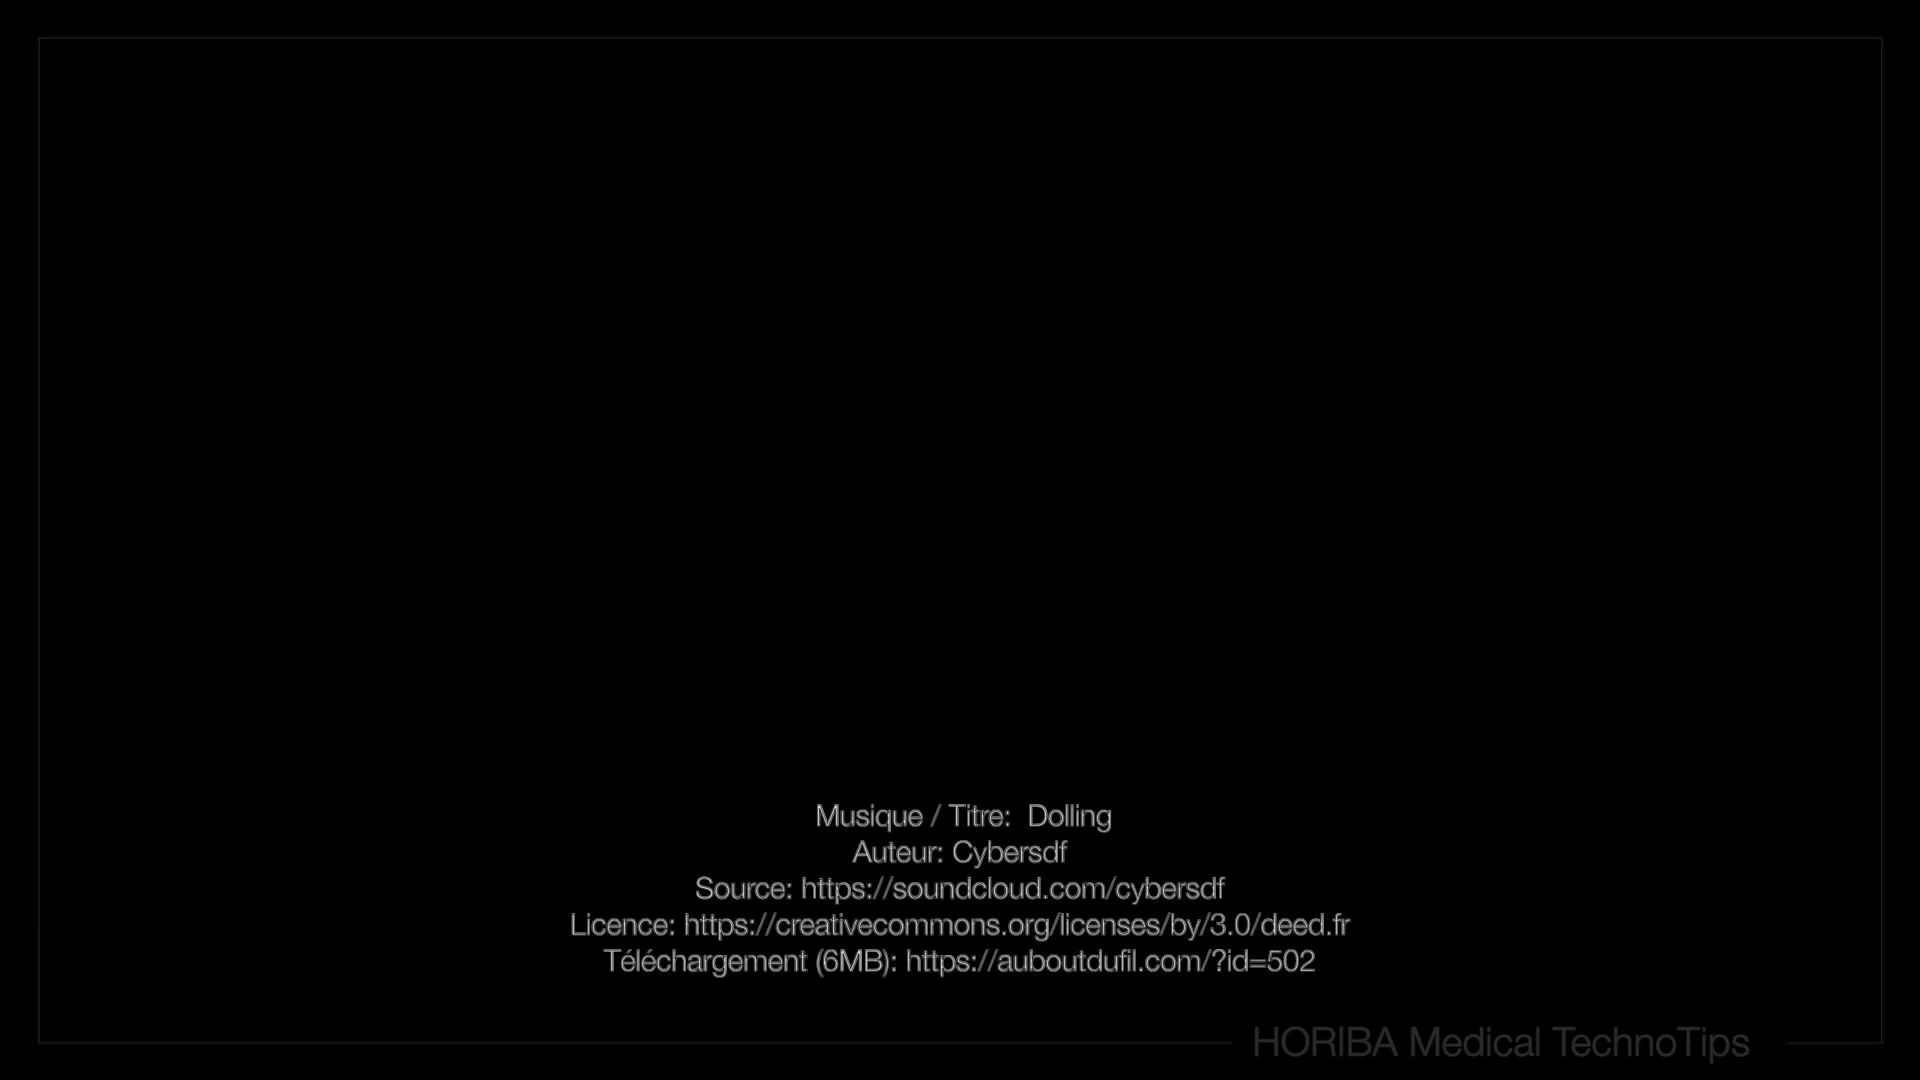 Musique / Titre:  Dolling
Auteur: Cybersdf
Source: https://soundcloud.com/cybersdf
Licence: https://creativecommons.org/licenses/by/3.0/deed.fr
Téléchargement (6MB): https://auboutdufil.com/?id=502
HORIBA Medical TechnoTips